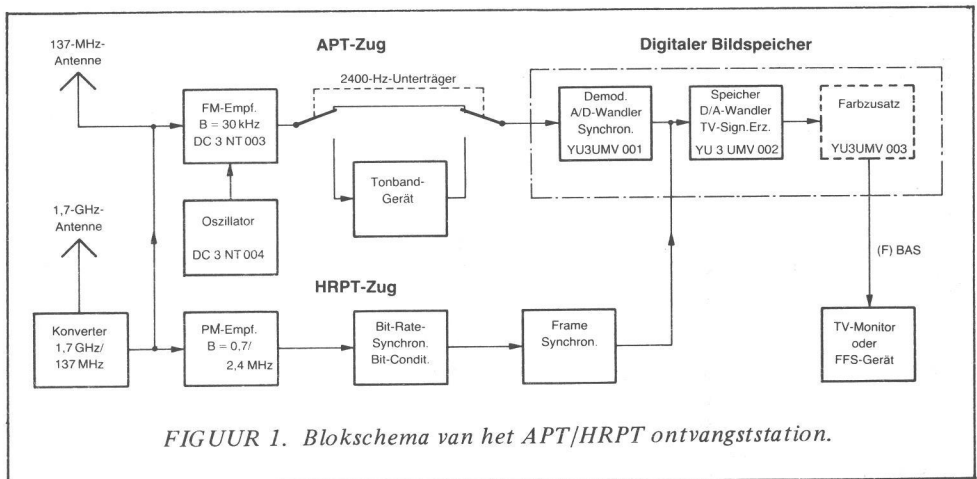 137-MHz-
Antenne
APT-Zug
Digitaler Bildspeicher
2400-Hz-Unterträger
FM-Empf.
B = 30 kHz
DC 3 NT 003
Demod.
A/D-Wandler
Synchron.
YU3UMV 001
Speicher
D/A-Wandler
TV-Sign.Erz.
YU 3 UMV 002
Farbzusatz
YU3UMV 003
Tonband-
Gerät
1,7-GHz-
Antenne
Oszillator
DC 3 NT 004
(F) BAS
HRPT-Zug
Konverter
1,7 GHz/
137 MHz
PM-Empf.
B = 0,7/
2,4 MHz
Bit-Rate-
Synchron.
Bit-Condit.
Frame
Synchron.
TV-Monitor
oder
FFS-Gerät
FIGUUR 1. Blokschema van het APT/HRPT ontvangststation.